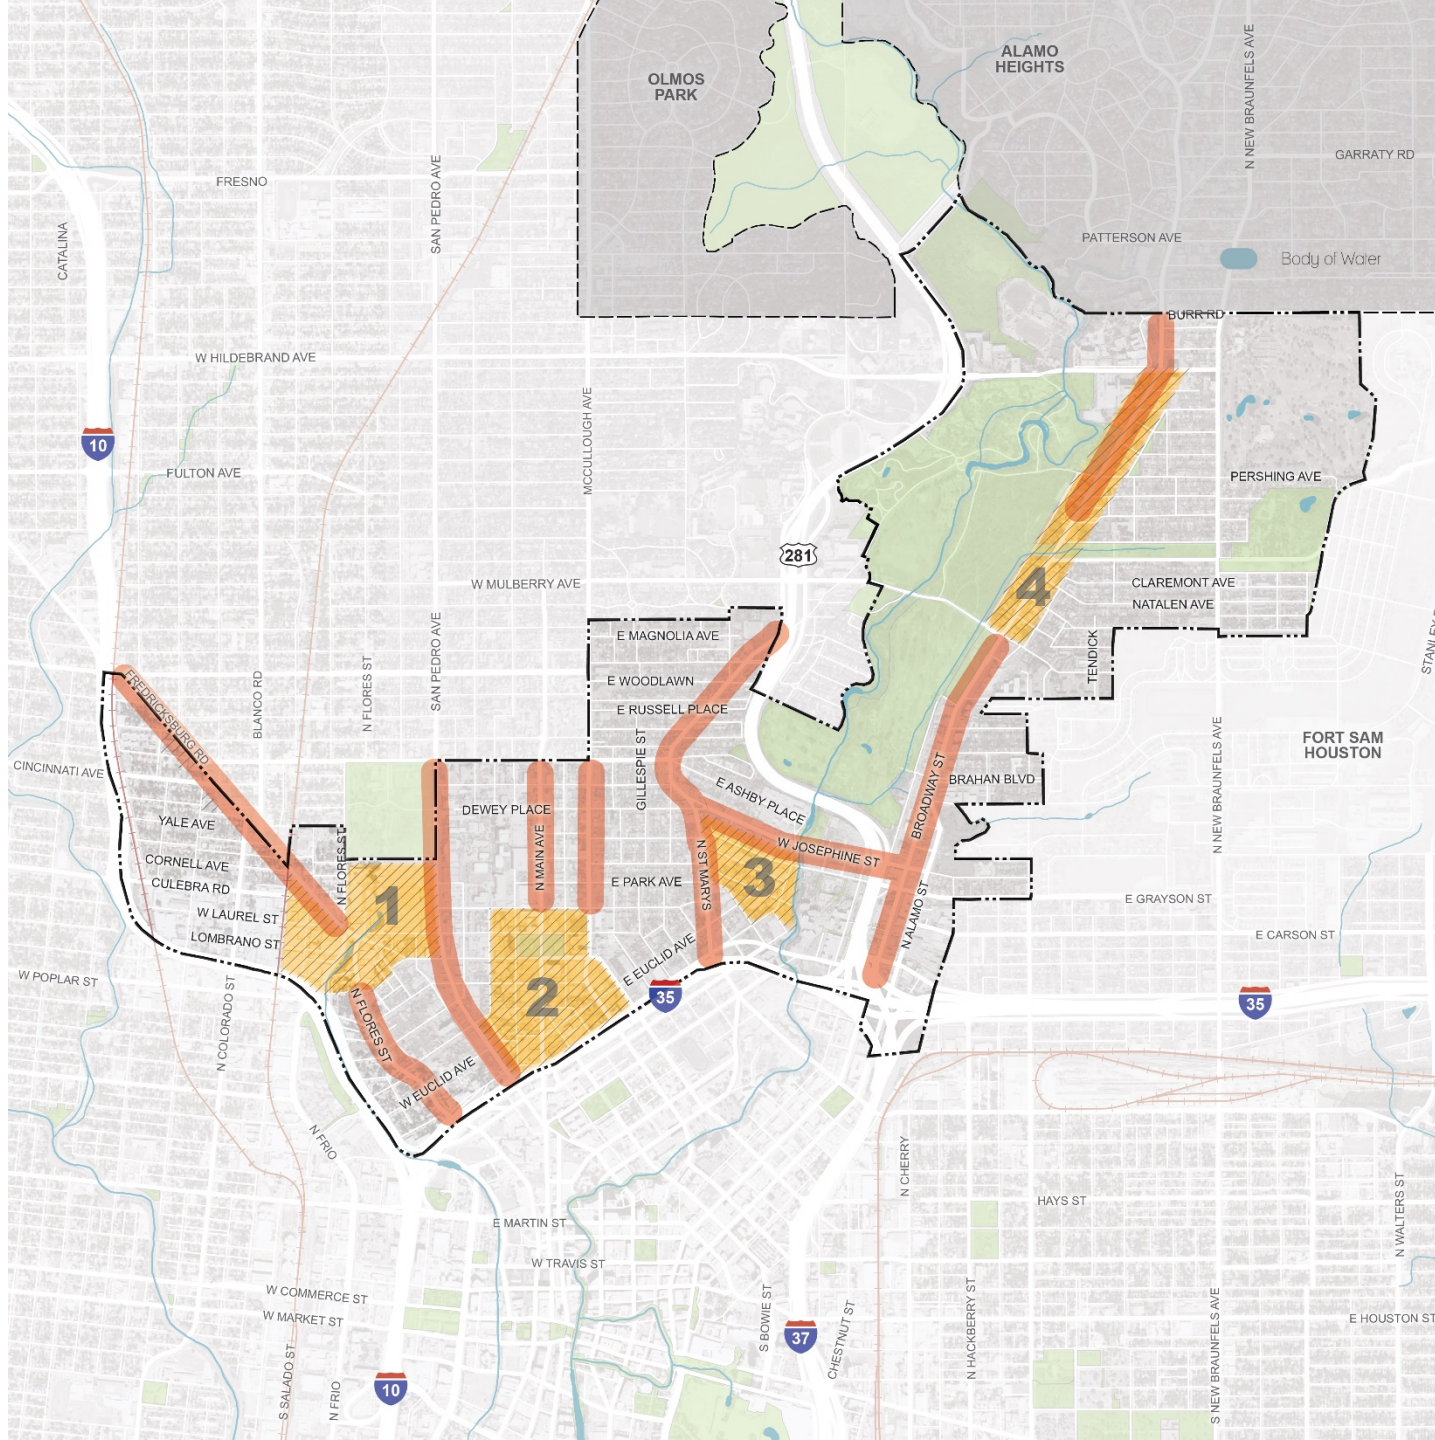 ALAMO
HEIGHTS
OLMOS
PARK
N NEW BRAUNFELS AVE
GARRATY RD
FRESNO
SAN PEDRO AVE
CATALINA
PATTERSON AVE
Body of Water
BURR RD
W HILDEBRAND AVE
MCCULLOUGH AVE
10
FULTON AVE
PERSHING AVE
281
W MULBERRY AVE
CLAREMONT AVE
NATALEN AVE
4
E MAGNOLIA AVE
TENDICK
E WOODLAWN
E RUSSELL PLACE
SAN PEDRO AVE
N FLORES ST
BLANCO RD
FREDRICKSBURG RD
FORT SAM
HOUSTON
N NEW BRAUNFELS AVE
CINCINNATI AVE
GILLESPIE ST
E ASHBY PLACE
BRAHAN BLVD
BROADWAY ST
DEWEY PLACE
YALE AVE
N FLORES ST
N MAIN AVE
W JOSEPHINE ST
CORNELL AVE
CULEBRA RD
E PARK AVE
N ST MARYS
3
1
W LAUREL ST
N ALAMO ST
E GRAYSON ST
LOMBRANO ST
E CARSON ST
E EUCLID AVE
W POPLAR ST
N COLORADO ST
2
35
35
N FLORES ST
W EUCLID AVE
N FRIO
N CHERRY
HAYS ST
N WALTERS ST
E MARTIN ST
W TRAVIS ST
W COMMERCE ST
W MARKET ST
S BOWIE ST
37
CHESTNUT ST
N HACKBERRY ST
S NEW BRAUNFELS AVE
E HOUSTON ST
10
S SALADO ST
N FRIO